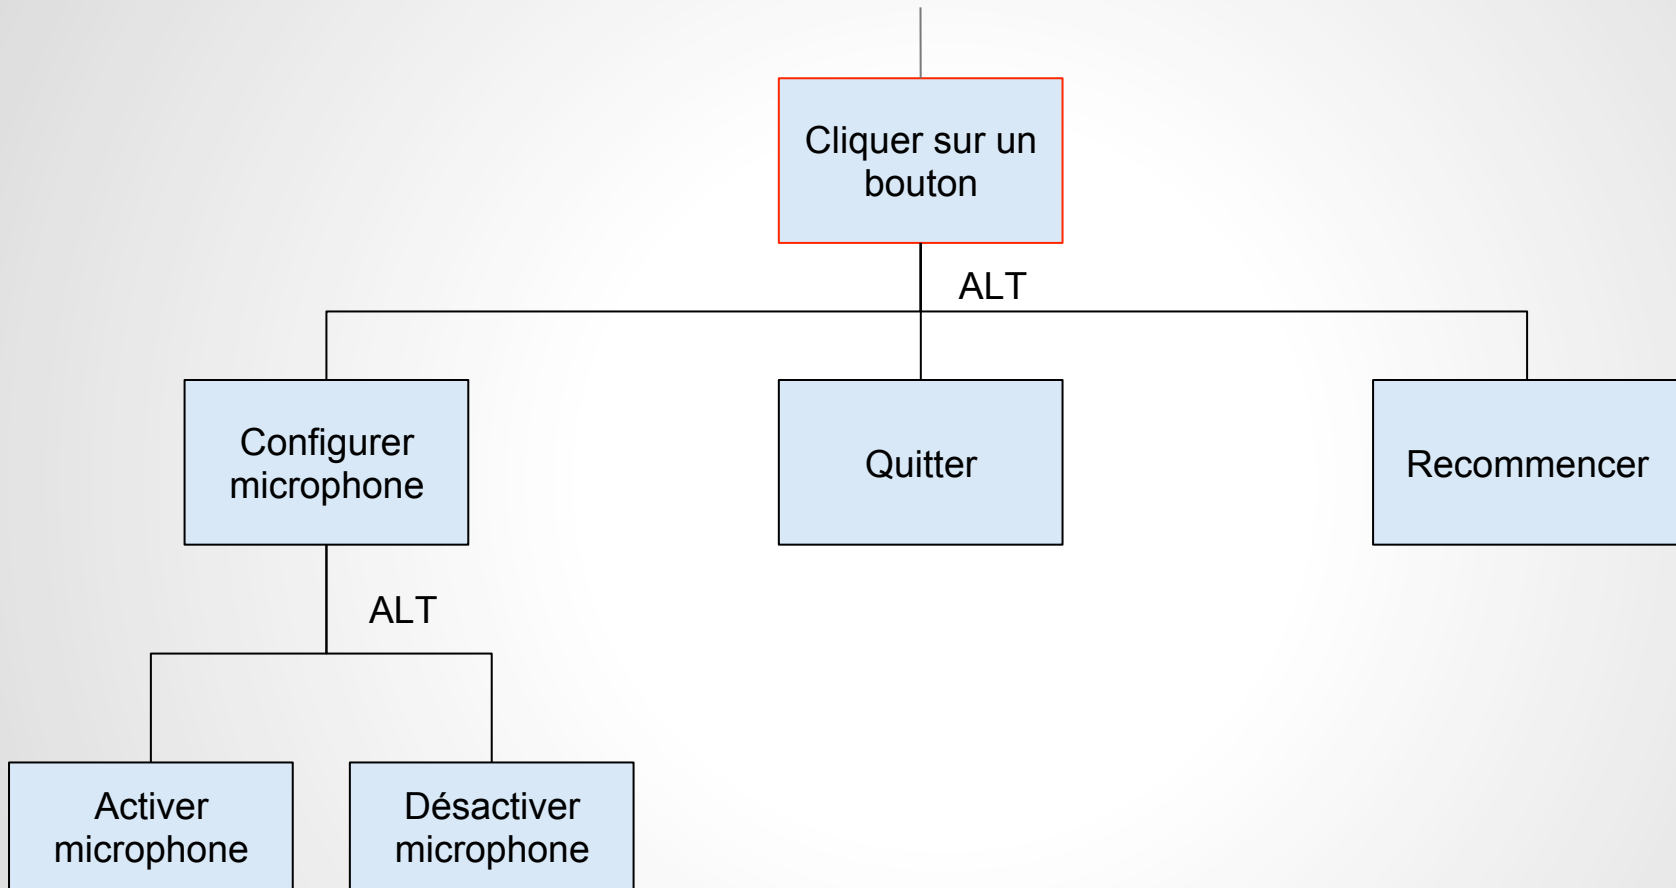 Cliquer sur un
bouton
ALT
Configurer
microphone
Quitter
Recommencer
ALT
Activer
microphone
Désactiver
microphone